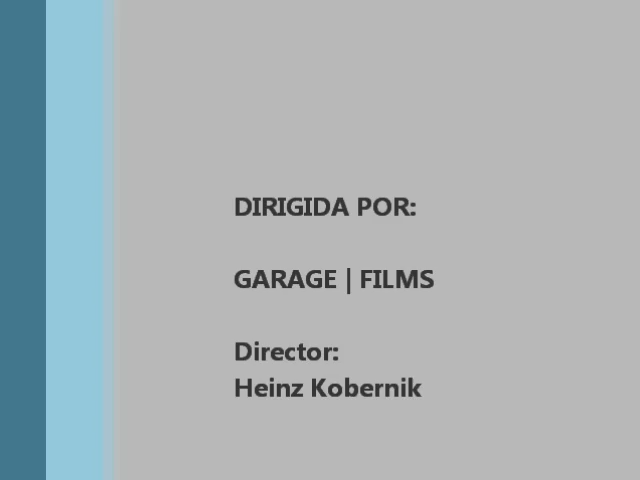 DIRIGIDA POR:
GARAGE | FILMS
Director:
Heinz Kobernik